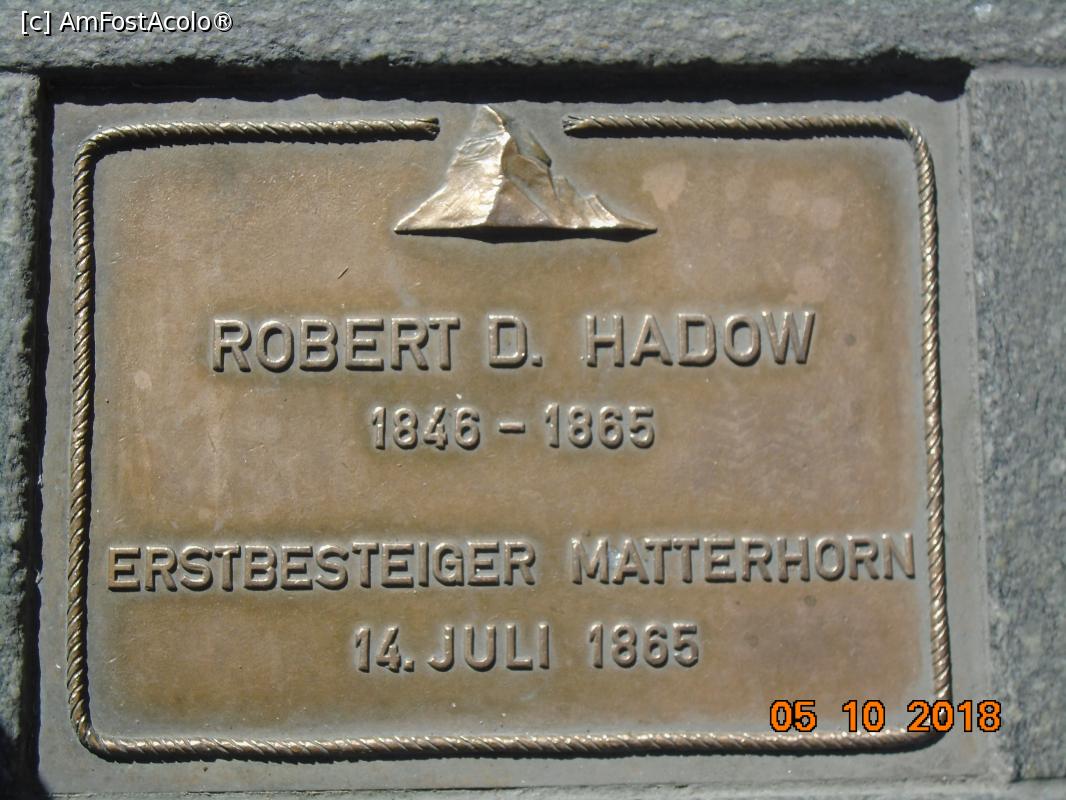 [c] AmFostAcolo®
ROBERT D. HADOW
1846 – 1865
ERSTBESTEIGER MATTERHORN
14. JULI 1865
05 10 2018